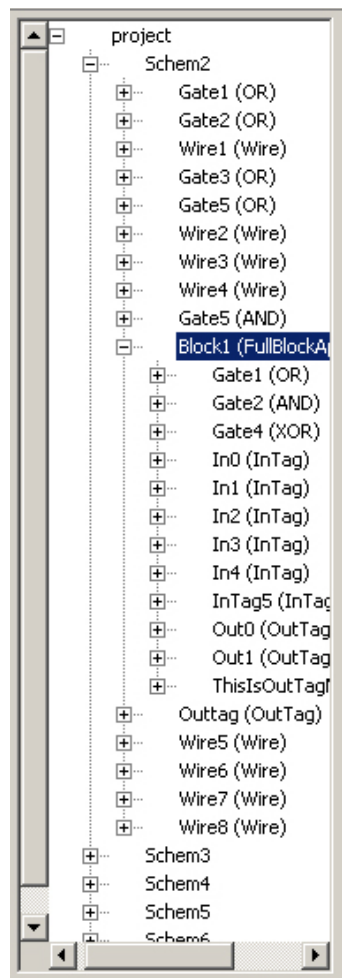 project
Schem2
Gate1 (OR)
Gate2 (OR)
Wire1 (Wire)
Gate3 (OR)
Gate5 (OR)
Wire2 (Wire)
Wire3 (Wire)
Wire4 (Wire)
Gate5 (AND)
Block1 (FullBlockA
Gate1 (OR)
Gate2 (AND)
Gate4 (XOR)
In0 (InTag)
In1 (InTag)
In2 (InTag)
In3 (InTag)
In4 (InTag)
InTag5 (InTag
Out0 (OutTag
Out1 (OutTag
ThisIsOutTag
Outtag (OutTag)
Wire5 (Wire)
Wire6 (Wire)
Wire7 (Wire)
Wire8 (Wire)
Schem3
Schem4
Schem5
Schem6